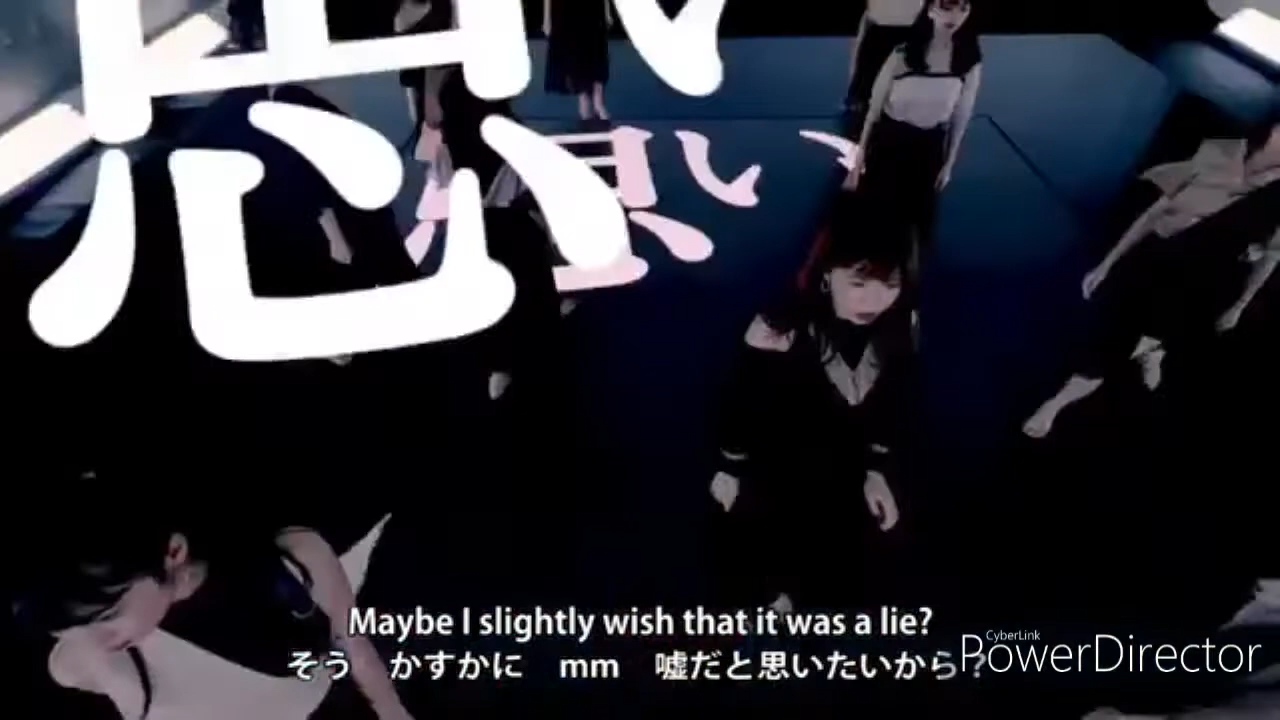 思
思い
Maybe I slightly wish that it was a lie?
そう　かすかに　mm　嘘だと思いたいから？
CyberLink
PowerDirector